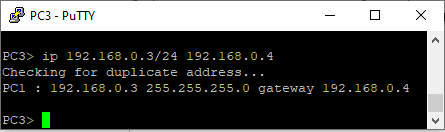 PC3 - PuTTY
PC3> ip 192.168.0.3/24 192.168.0.4
Checking for duplicate address...
PC1 : 192.168.0.3 255.255.255.0 gateway 192.168.0.4
PC3>